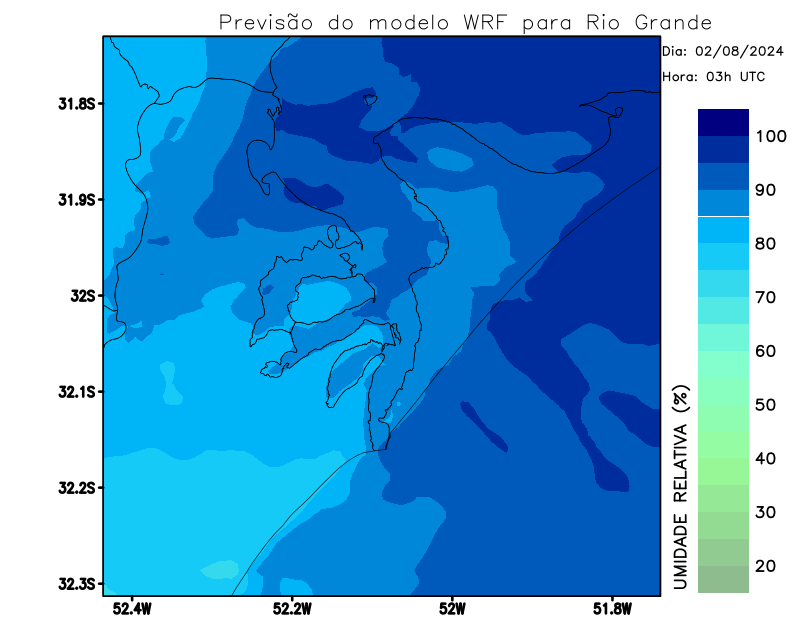 Previsão do modelo WRF para Rio Grande
Dia: 02/08/2024
Hora: 03h UTC
31.8S
31.9S
32S
32.1S
32.2S
32.3S
52.4W
52.2W
52W
51.8W
100
90
80
70
60
50
40
30
20
UMIDADE RELATIVA (%)